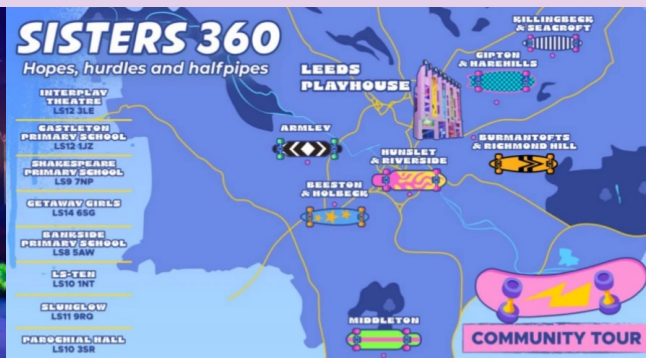 SISTERS 360
Hopes, hurdles and halfpipes
INTERPLAY
THEATRE
LS12 3LE
CASTLETON
PRIMARY SCHOOL
LS12 1JZ
SHAKESPEARE
PRIMARY SCHOOL
LS9 7NP
GETAWAY GIRLS
LS14 6SG
BANKSIDE
PRIMARY SCHOOL
LS8 5AW
LS-TEN
LS10 1NT
SLUNGLOW
LS11 9RQ
PAROCHIAL HALL
LS10 3SR
KILLINGBECK
& SEACROFT
GIPTON
& HAREHILLS
LEEDS
PLAYHOUSE
ARMLEY
BURMANTOFTS
& RICHMOND HILL
HUNSLET
& RIVERSIDE
BEESTON
& HOLBECK
MIDDLETON
COMMUNITY TOUR